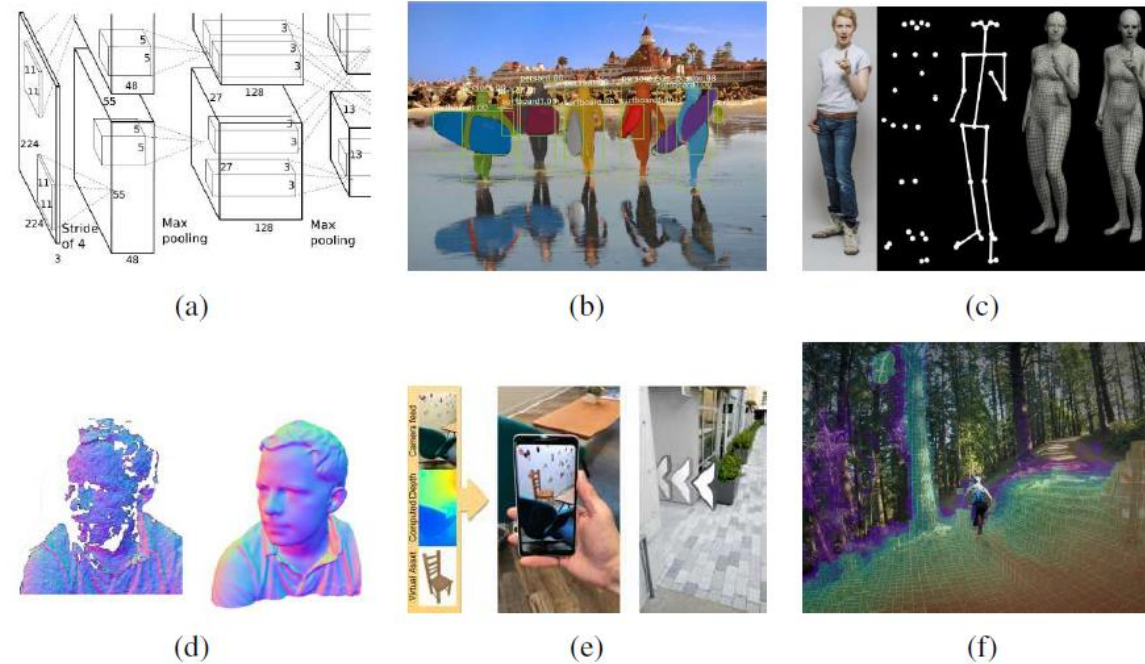 11
11
224
11
11
224
3
Stride
of 4
55
5
5
48
5
5
55
48
Max
pooling
27
3
3
128
3
3
27
3
3
128
Max
pooling
13
13
(a)
(b)
(c)
(d)
Camera feed
Computed Depth
Virtual Asset
(e)
(f)